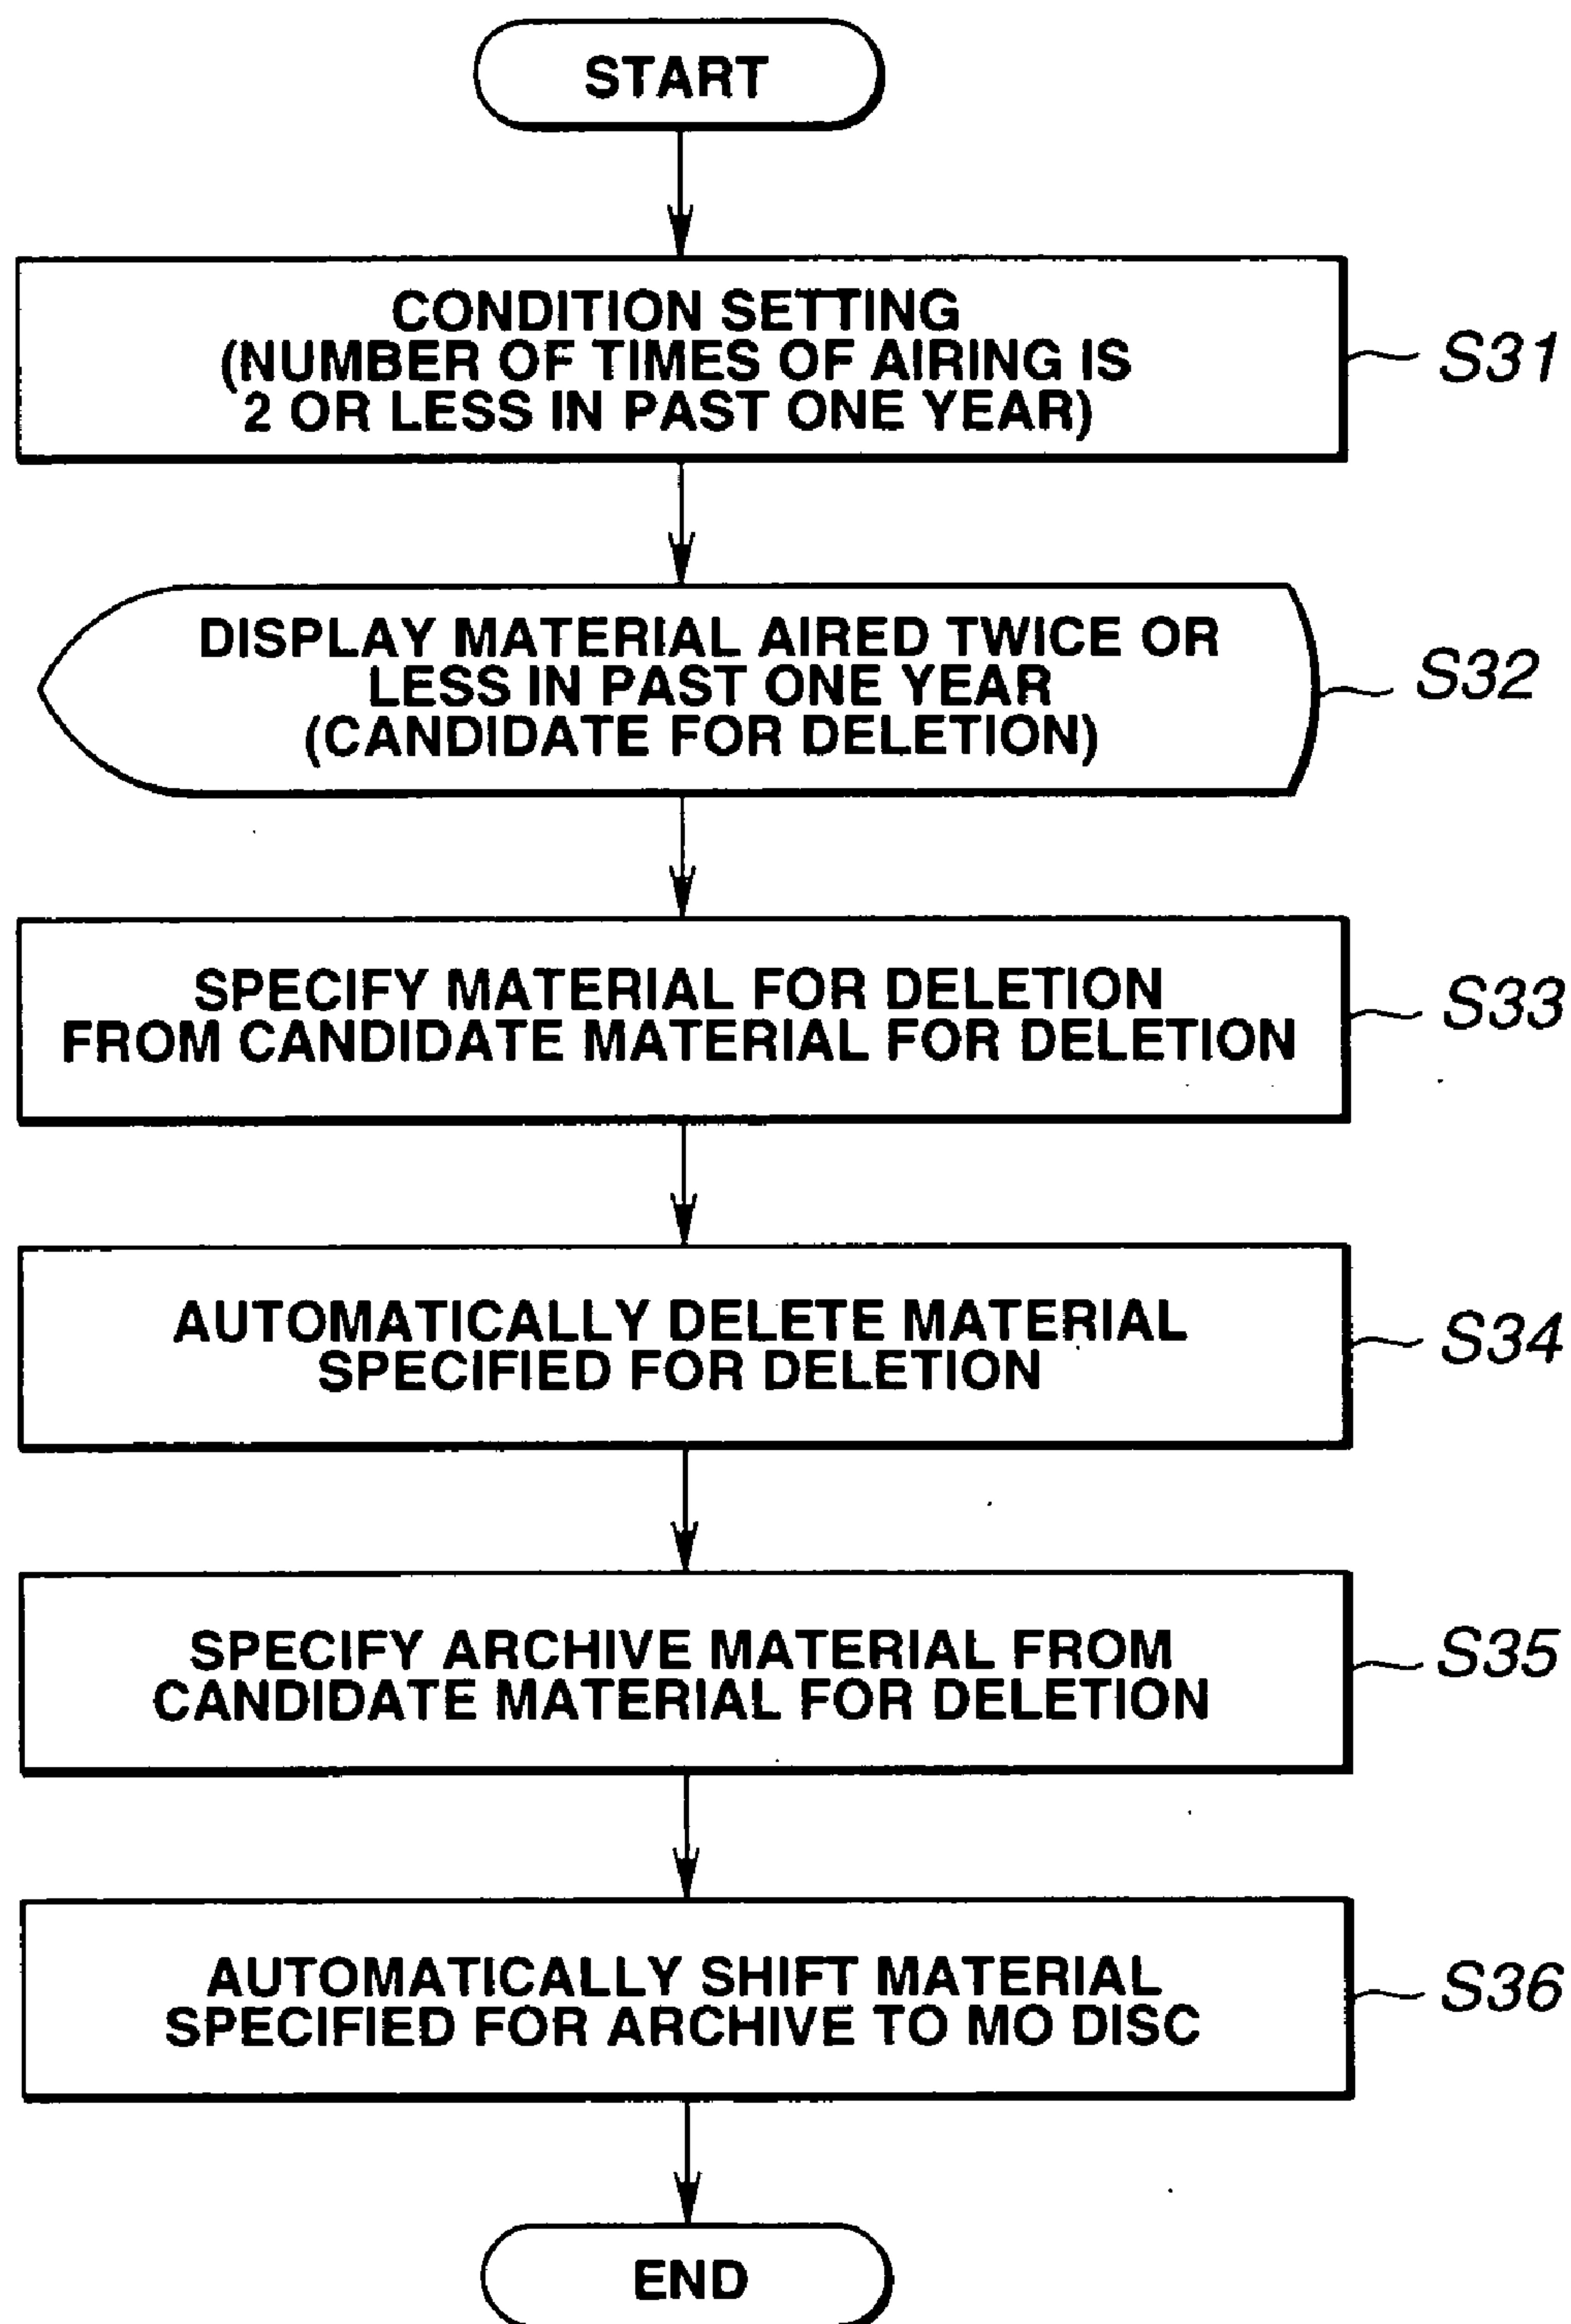 START
CONDITION SETTING
(NUMBER OF TIMES OF AIRING IS
2 OR LESS IN PAST ONE YEAR)
S31
DISPLAY MATERIAL AIRED TWICE OR
LESS IN PAST ONE YEAR
(CANDIDATE FOR DELETION)
S32
SPECIFY MATERIAL FOR DELETION
FROM CANDIDATE MATERIAL FOR DELETION
S33
AUTOMATICALLY DELETE MATERIAL
SPECIFIED FOR DELETION
S34
SPECIFY ARCHIVE MATERIAL FROM
CANDIDATE MATERIAL FOR DELETION
S35
AUTOMATICALLY SHIFT MATERIAL
SPECIFIED FOR ARCHIVE TO MO DISC
S36
END